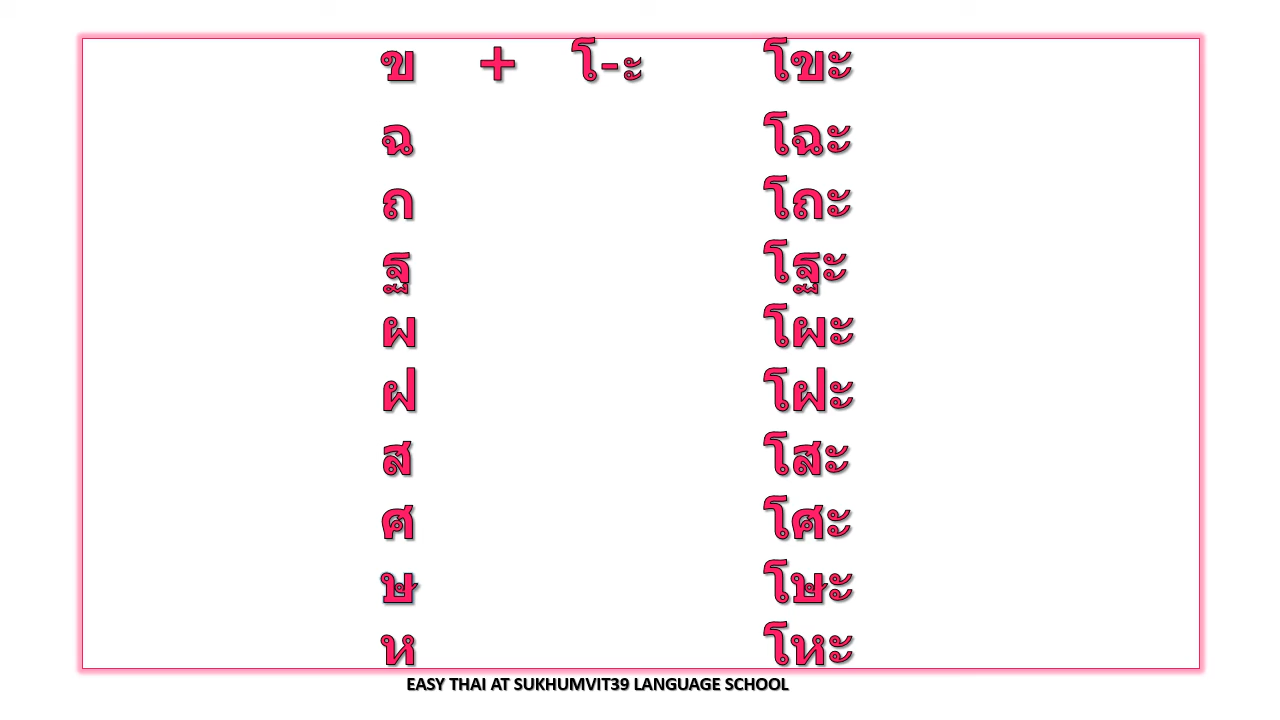 ข + โ-ะ โขะ
ฉ โฉะ
ถ โถะ
ฐ โฐะ
ผ โผะ
ฝ โฝะ
ส โสะ
ศ โศะ
ษ โษะ
ห โหะ
EASY THAI AT SUKHUMVIT39 LANGUAGE SCHOOL